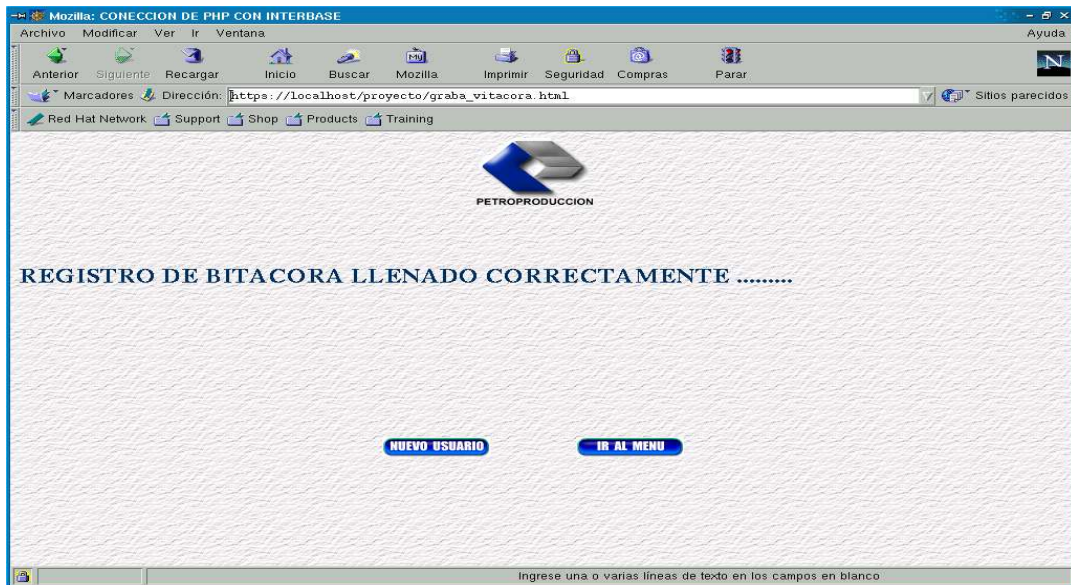 Mozilla: CONECCION DE PHP CON INTERBASE
Archivo Modificar Ver Ir Ventana Ayuda
Anterior Siguiente Recargar Inicio Buscar Mozilla Imprimir Seguridad Compras Parar
Marcadores Dirección: https://localhost/proyecto/graba_vitacora.html Sitios parecidos
Red Hat Network Support Shop Products Training
PETROPRODUCCION
REGISTRO DE BITACORA LLENADO CORRECTAMENTE .........
NUEVO USUARIO IR AL MENU
Ingrese una o varias líneas de texto en los campos en blanco